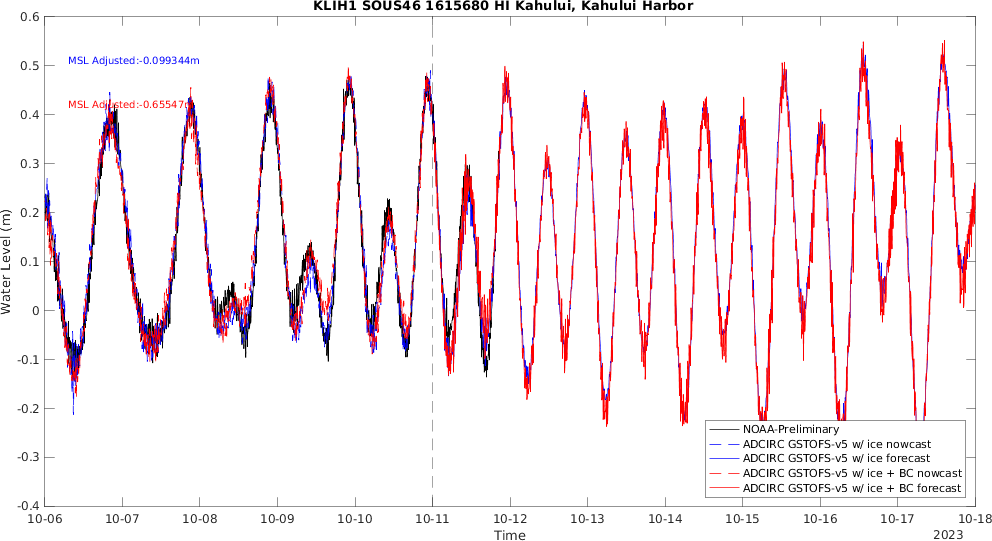 KLIH1 SOUS46 1615680 HI Kahului, Kahului Harbor
0.6
0.5
0.4
0.3
0.2
0.1
0
-0.1
-0.2
-0.3
-0.4
Water Level (m)
MSL Adjusted:-0.099344m
MSL Adjusted:-0.65547m
NOAA-Preliminary
ADCIRC GSTOFS-v5 w/ ice nowcast
ADCIRC GSTOFS-v5 w/ ice forecast
ADCIRC GSTOFS-v5 w/ ice + BC nowcast
ADCIRC GSTOFS-v5 w/ ice + BC forecast
10-06 10-07 10-08 10-09 10-10 10-11 10-12 10-13 10-14 10-15 10-16 10-17 10-18
Time
2023